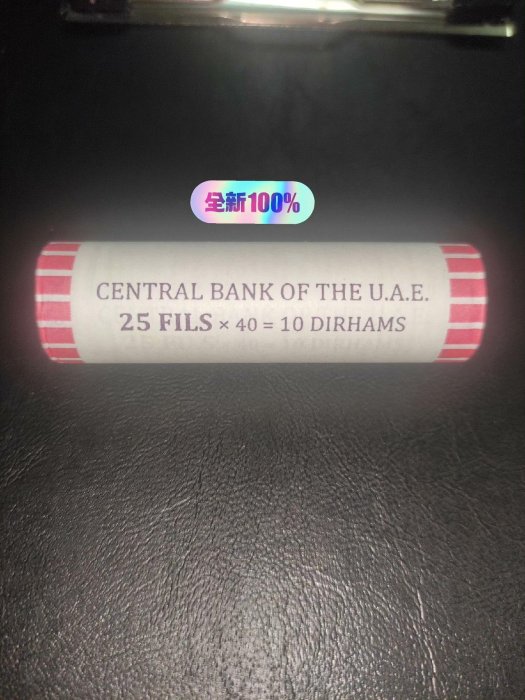 全新100%
CENTRAL BANK OF THE U.A.E.
25 FILS × 40 = 10 DIRHAMS